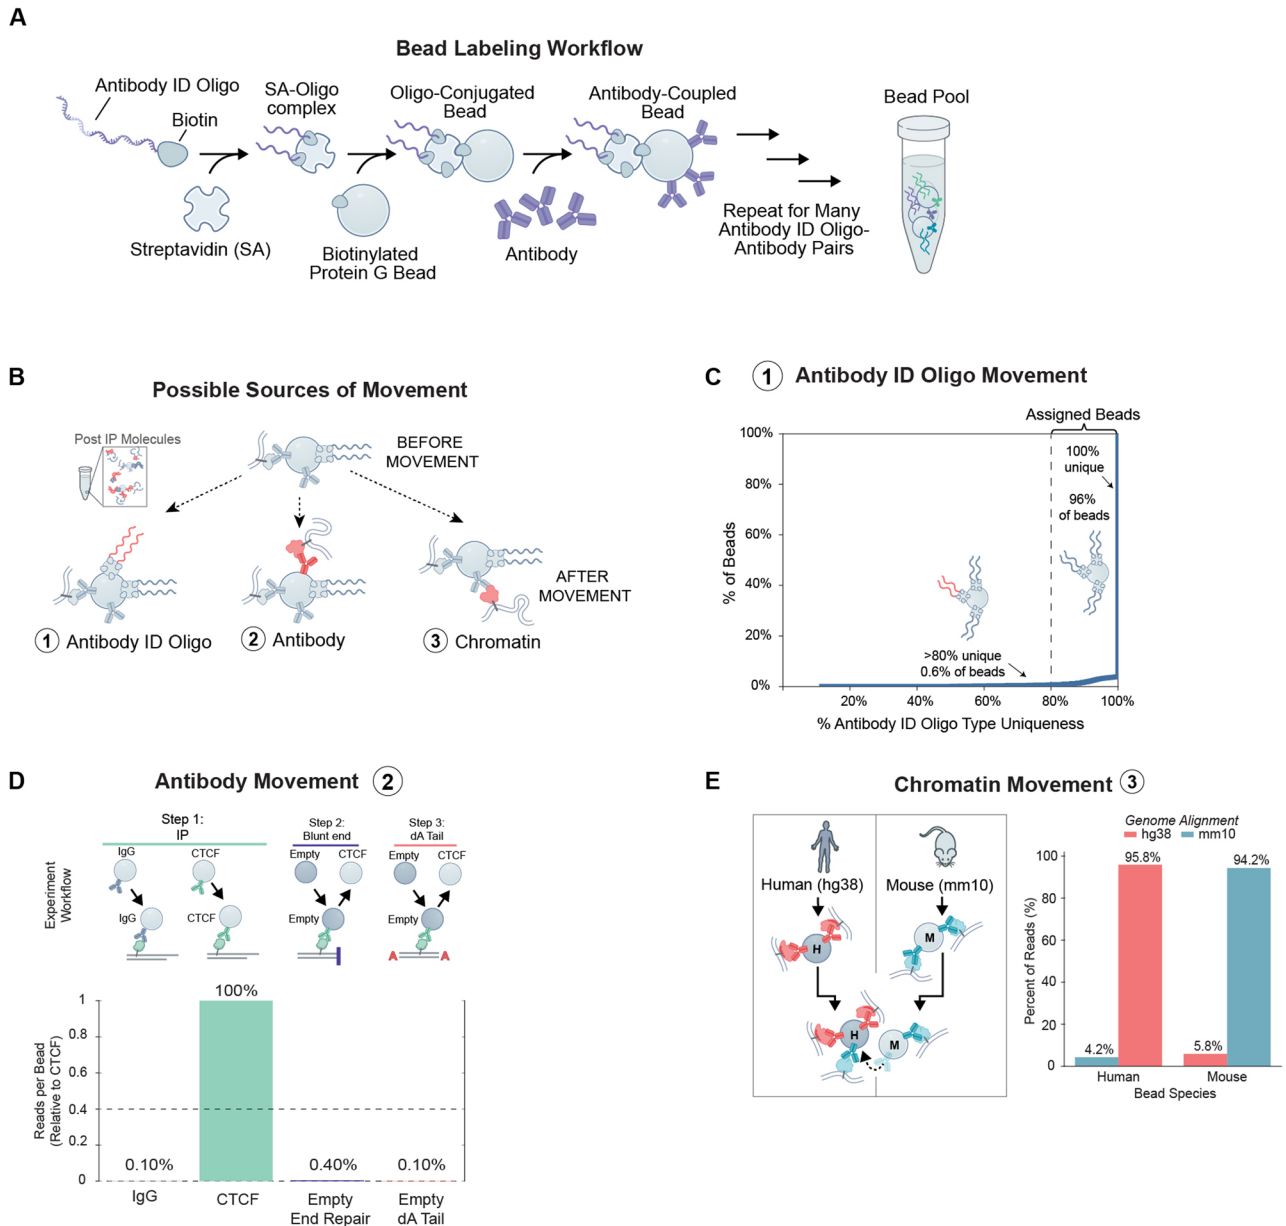 A
Bead Labeling Workflow
Antibody ID Oligo
Biotin
SA-Oligo
complex
Oligo-Conjugated
Bead
Antibody-Coupled
Bead
Bead Pool
Streptavidin (SA)
Biotinylated
Protein G Bead
Antibody
Repeat for Many
Antibody ID Oligo-
Antibody Pairs
B
Possible Sources of Movement
Post IP Molecules
BEFORE
MOVEMENT
AFTER
MOVEMENT
1 Antibody ID Oligo
2 Antibody
3 Chromatin
C
1 Antibody ID Oligo Movement
Assigned Beads
100%
80%
60%
40%
20%
0%
% of Beads
100%
unique
96%
of beads
>80% unique
0.6% of beads
20%
40%
60%
80%
100%
% Antibody ID Oligo Type Uniqueness
D
Antibody Movement 2
Experiment
Workflow
Step 1:
IP
IgG
CTCF
IgG
CTCF
Step 2:
Blunt end
Empty
CTCF
Empty
Step 3:
dA Tail
Empty
CTCF
Empty
A
A
Reads per Bead
(Relative to CTCF)
1
0.8
0.6
0.4
0.2
0
0.10%
100%
0.40%
0.10%
IgG
CTCF
Empty
End Repair
Empty
dA Tail
E
Chromatin Movement 3
Human (hg38)
Mouse (mm10)
H
M
H
M
Genome Alignment
hg38
mm10
Percent of Reads (%)
100
80
60
40
20
0
4.2%
95.8%
5.8%
94.2%
Human
Mouse
Bead Species